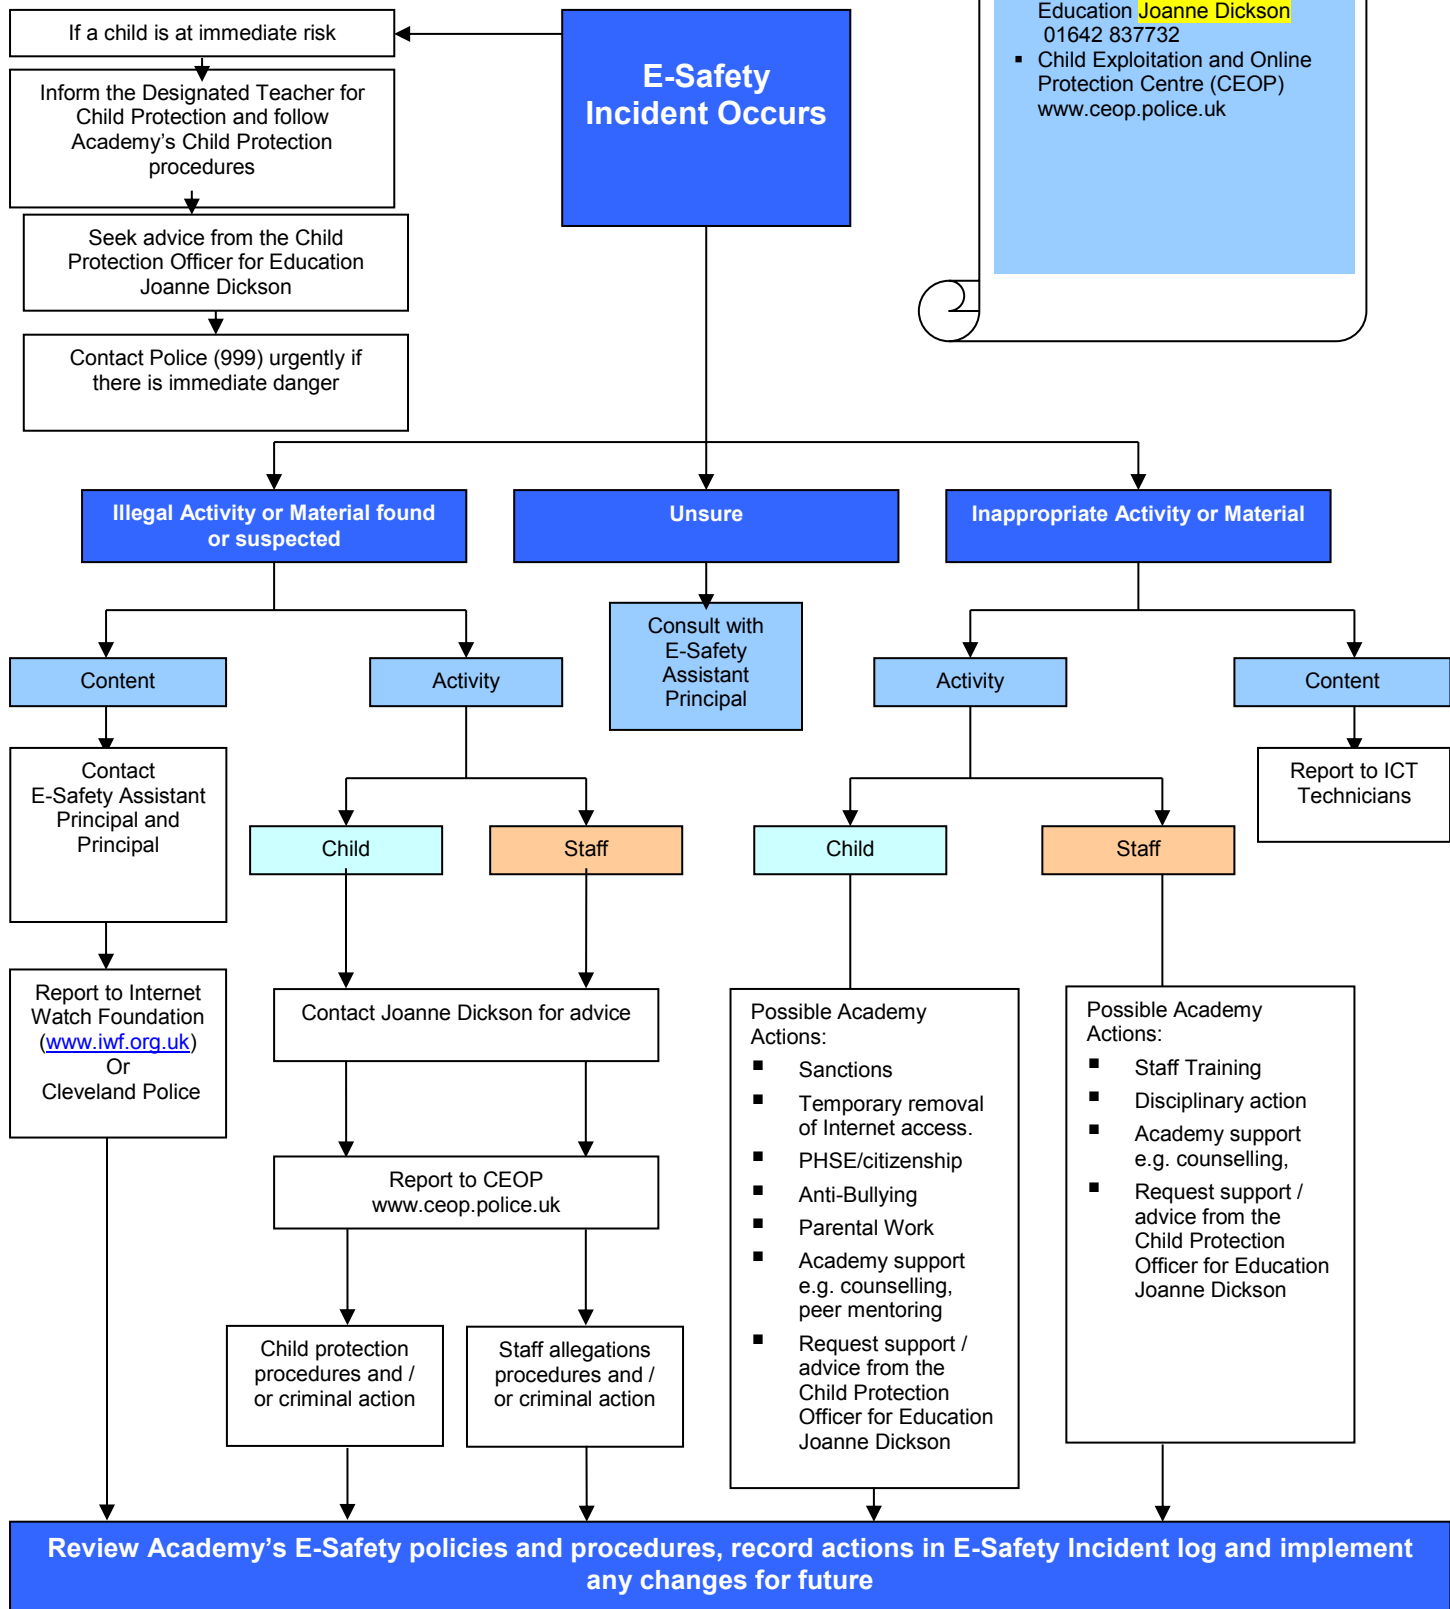 If a child is at immediate risk
Inform the Designated Teacher for
Child Protection and follow
Academy's Child Protection
procedures
Seek advice from the Child
Protection Officer for Education
Joanne Dickson
Contact Police (999) urgently if
there is immediate danger
E-Safety
Incident Occurs
Education Joanne Dickson
01642 837732
▪ Child Exploitation and Online
Protection Centre (CEOP)
www.ceop.police.uk
Illegal Activity or Material found
or suspected
Unsure
Inappropriate Activity or Material
Content
Activity
Consult with
E-Safety
Assistant
Principal
Activity
Content
Contact
E-Safety Assistant
Principal and
Principal
Report to ICT
Technicians
Child
Staff
Child
Staff
Report to Internet
Watch Foundation
(www.iwf.org.uk)
Or
Cleveland Police
Contact Joanne Dickson for advice
Report to CEOP
www.ceop.police.uk
Child protection
procedures and /
or criminal action
Staff allegations
procedures and /
or criminal action
Possible Academy
Actions:
▪ Sanctions
▪ Temporary removal
of Internet access.
▪ PHSE/citizenship
▪ Anti-Bullying
▪ Parental Work
▪ Academy support
e.g. counselling,
peer mentoring
▪ Request support /
advice from the
Child Protection
Officer for Education
Joanne Dickson
Possible Academy
Actions:
▪ Staff Training
▪ Disciplinary action
▪ Academy support
e.g. counselling,
▪ Request support /
advice from the
Child Protection
Officer for Education
Joanne Dickson
Review Academy's E-Safety policies and procedures, record actions in E-Safety Incident log and implement
any changes for future